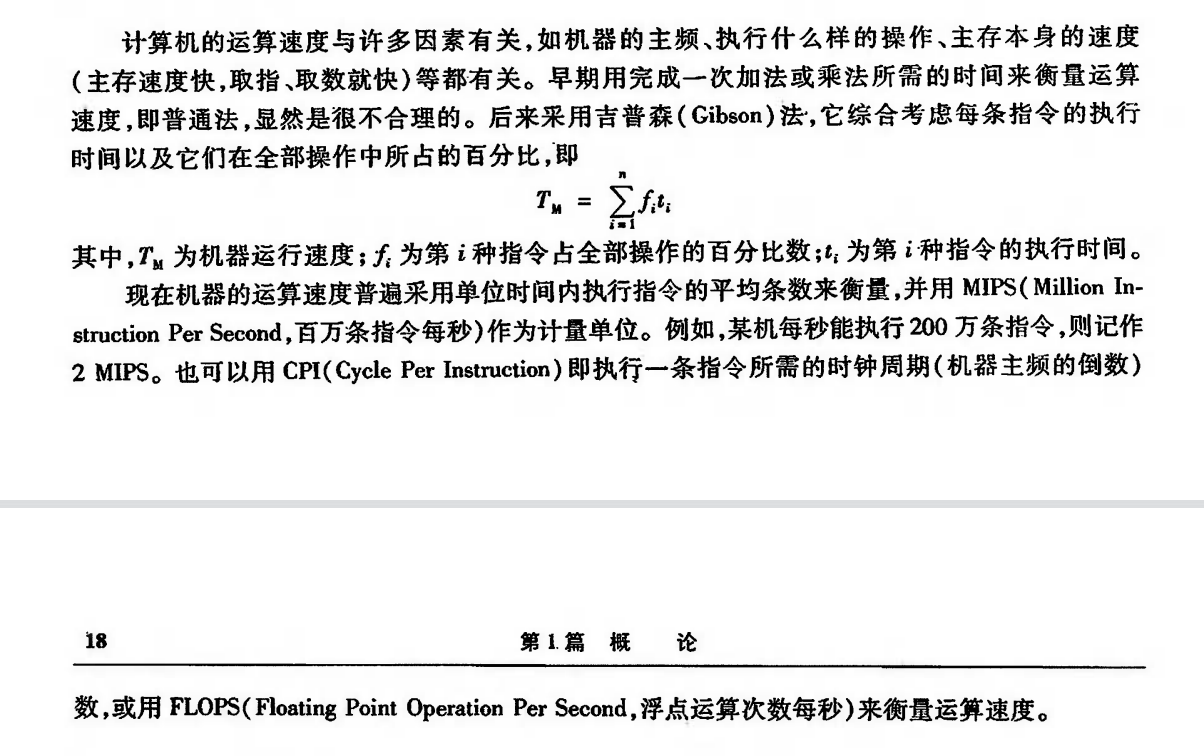 计算机的运算速度与许多因素有关,如机器的主频、执行什么样的操作、主存本身的速度
(主存速度快,取指、取数就快)等都有关。早期用完成一次加法或乘法所需的时间来衡量运算
速度,即普通法,显然是很不合理的。后来采用吉普森(Gibson)法,它综合考虑每条指令的执行
时间以及它们在全部操作中所占的百分比,即
T_M = \sum_{i=1}^{n} f_i t_i
其中,T_M 为机器运行速度;f_i 为第 i 种指令占全部操作的百分比数;t_i 为第 i 种指令的执行时间。
现在机器的运算速度普遍采用单位时间内执行指令的平均条数来衡量,并用 MIPS(Million In-
struction Per Second,百万条指令每秒)作为计量单位。例如,某机每秒能执行 200 万条指令,则记作
2 MIPS。也可以用 CPI(Cycle Per Instruction)即执行一条指令所需的时钟周期(机器主频的倒数)
18 第1篇 概 论
数,或用 FLOPS(Floating Point Operation Per Second,浮点运算次数每秒)来衡量运算速度。